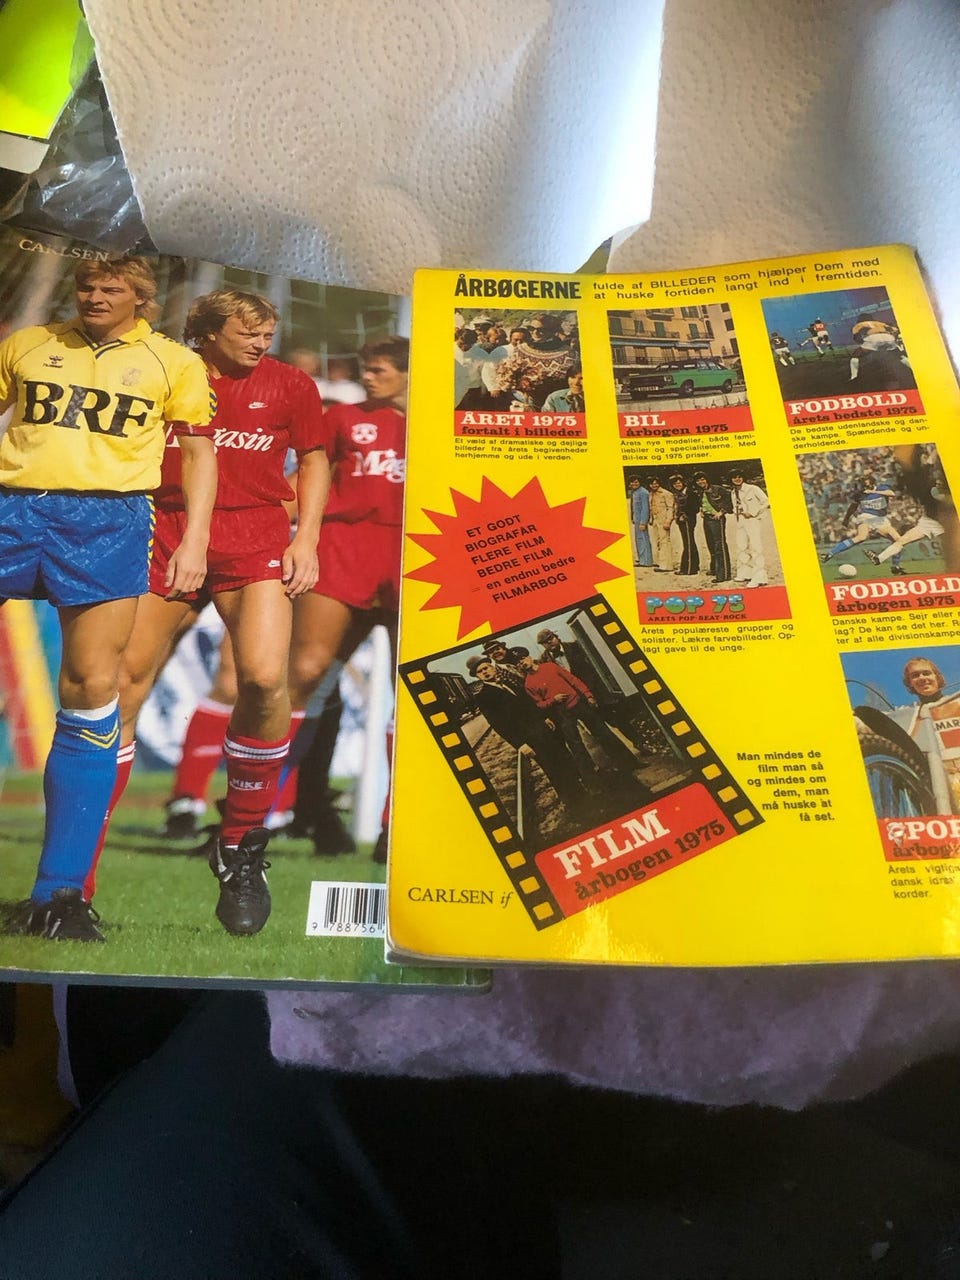 CARLSEN
hummel
BRF
Magasin
Mag
NIKE
9 788756
ÅRBØGERNE
fulde af BILLEDER som hjælper Dem med
at huske fortiden langt ind i fremtiden.
ÅRET 1975
fortalt i billeder
Et væld af dramatiske og dejlige
billeder fra årets begivenheder
herhjemme og ude i verden.
BIL
årbogen 1975
Årets nye modeller, både fami-
liebiler og specialiteterne. Med
Bil-lex og 1975 priser.
FODBOLD
årets bedste 1975
De bedste udenlandske og dan-
ske kampe. Spændende og un-
derholdende.
ET GODT
BIOGRAFÅR
FLERE FILM
BEDRE FILM
= en endnu bedre
FILMÅRBOG
POP 75
ÅRETS POP-BEAT-ROCK
Årets populæreste grupper og
solister. Lækre farvebilleder. Op-
lagt gave til de unge.
FODBOLD
årbogen 1975
Danske kampe. Sejr eller
lag? De kan se det her.
ter af alle divisionskampe
Man mindes de
film man så
og mindes om
dem, man
må huske at
få set.
FILM
årbogen 1975
MAR
SPOR
årbog
Årets vigtig
dansk idræ
korder.
CARLSEN if